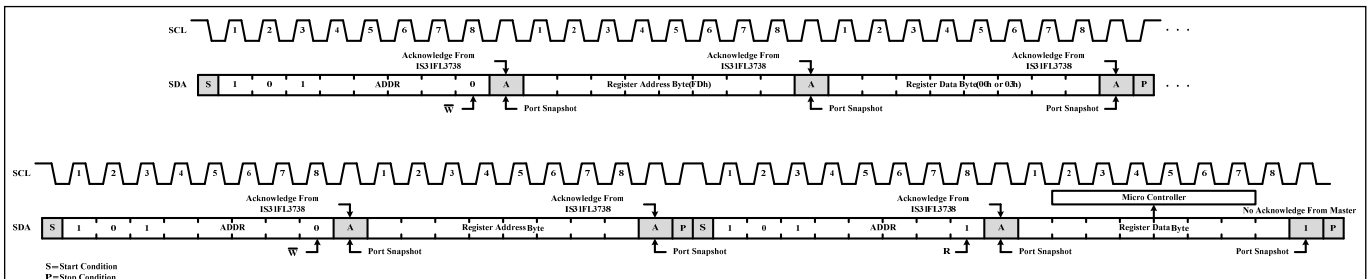 SCL 1 2 3 4 5 6 7 8 1 2 3 4 5 6 7 8 1 2 3 4 5 6 7 8 . . .
Acknowledge From IS31FL3738 Acknowledge From IS31FL3738 Acknowledge From IS31FL3738
SDA S 1 0 1 ADDR 0 A Register Address Byte(FDh) A Register Data Byte(00h or 03h) A P . . .
W Port Snapshot Port Snapshot Port Snapshot
SCL 1 2 3 4 5 6 7 8 1 2 3 4 5 6 7 8 1 2 3 4 5 6 7 8 1 2 3 4 5 6 7 8
Micro Controller
Acknowledge From IS31FL3738 Acknowledge From IS31FL3738 Acknowledge From IS31FL3738 No Acknowledge From Master
SDA S 1 0 1 ADDR 0 A Register Address Byte A P S 1 0 1 ADDR 1 A Register Data Byte 1 P
W Port Snapshot Port Snapshot R Port Snapshot Port Snapshot
S=Start Condition
P=Stop Condition